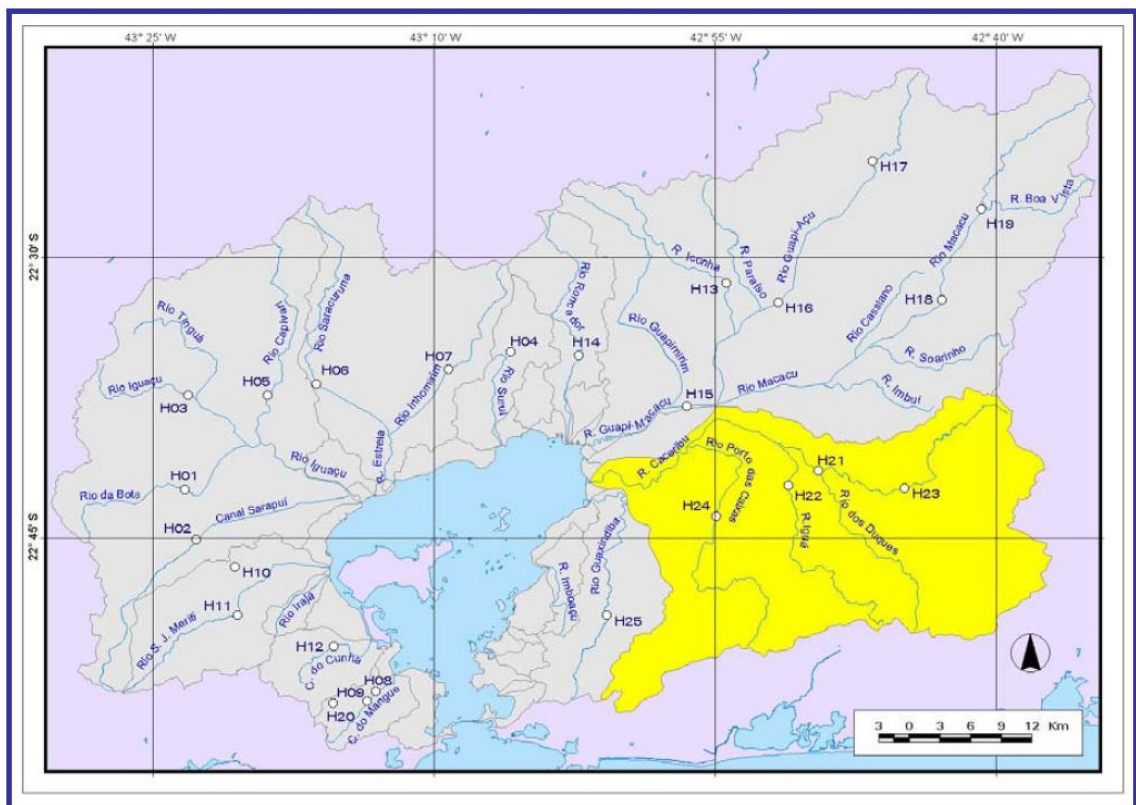 43° 25' W
43° 10' W
42° 55' W
42° 40' W
22° 30' S
22° 45' S
H17
R. Boa Vista
H19
Rio Macacu
Rio Guapi-Açu
R. Iconha
R. Paraíso
H13
H16
H18
Rio Cassiano
R. Soarinho
R. Imbuí
Rio Macacu
H15
Rio Guapimirim
R. Guapi-Macacu
Rio Roncador
H14
H04
Rio Suruí
H07
Rio Inhomirim
R. Estrela
Rio Saracuruna
H06
Rio Capivari
H05
Rio Tinguá
Rio Iguaçu
H03
Rio Iguaçu
H01
Rio da Bota
Canal Sarapuí
H02
H10
H11
Rio S. J. Meriti
Rio Irajá
H12
C. do Cunha
H08
H09
H20
C. do Mangue
R. Caceribu
Rio Porto das Caixas
H24
H21
H22
H23
R. Iguá
Rio dos Duques
Rio Guaxindiba
R. Imboaçu
H25
3 0 3 6 9 12 Km